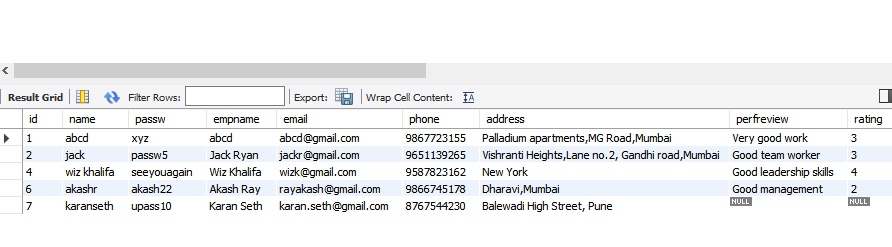 Result Grid Filter Rows: Export: Wrap Cell Content: IA
id name passw empname email phone address perfreview rating
1 abcd xyz abcd abcd@gmail.com 9867723155 Palladium apartments,MG Road,Mumbai Very good work 3
2 jack passw5 Jack Ryan jackr@gmail.com 9651139265 Vishranti Heights,Lane no.2, Gandhi road,Mumbai Good team worker 3
4 wiz khalifa seeyouagain Wiz Khalifa wizk@gmail.com 9587823162 New York Good leadership skills 4
6 akashr akash22 Akash Ray rayakash@gmail.com 9866745178 Dharavi,Mumbai Good management 2
7 karanseth upass10 Karan Seth karan.seth@gmail.com 8767544230 Balewadi High Street, Pune NULL NULL